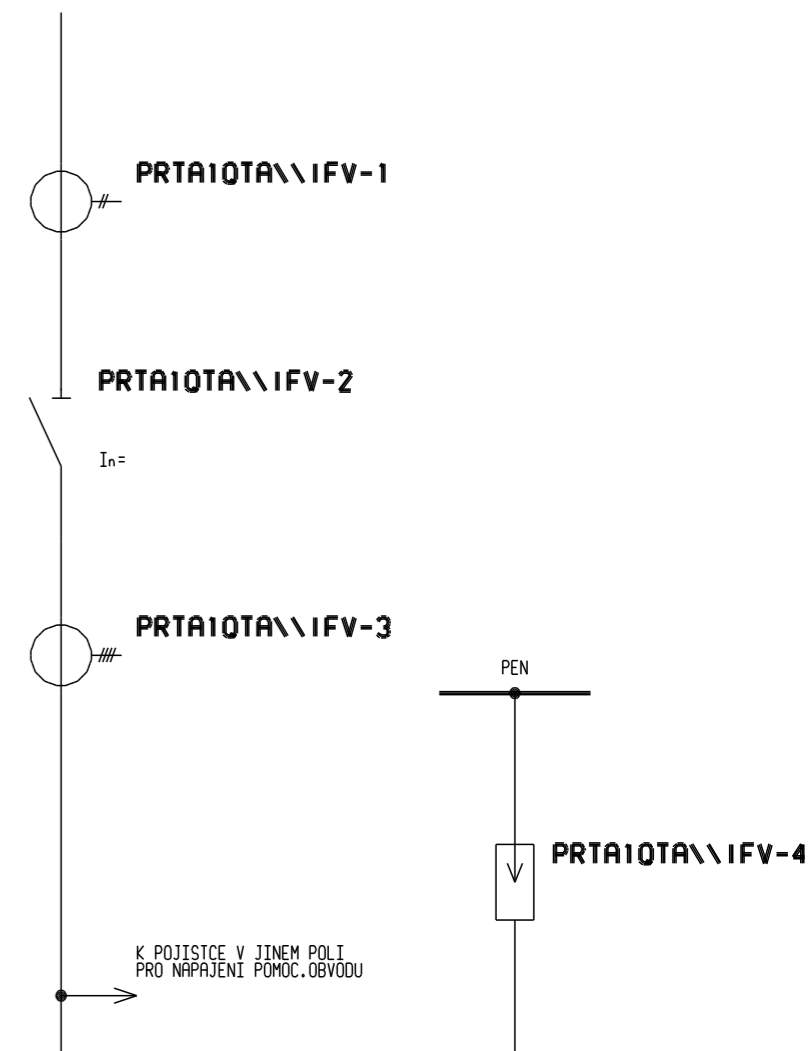 PRTA1QTA\\IFV-1
PRTA1QTA\\IFV-2
In=
PRTA1QTA\\IFV-3
PEN
PRTA1QTA\\IFV-4
K POJISTCE V JINEM POLI
PRO NAPAJENI POMOC.OBVODU